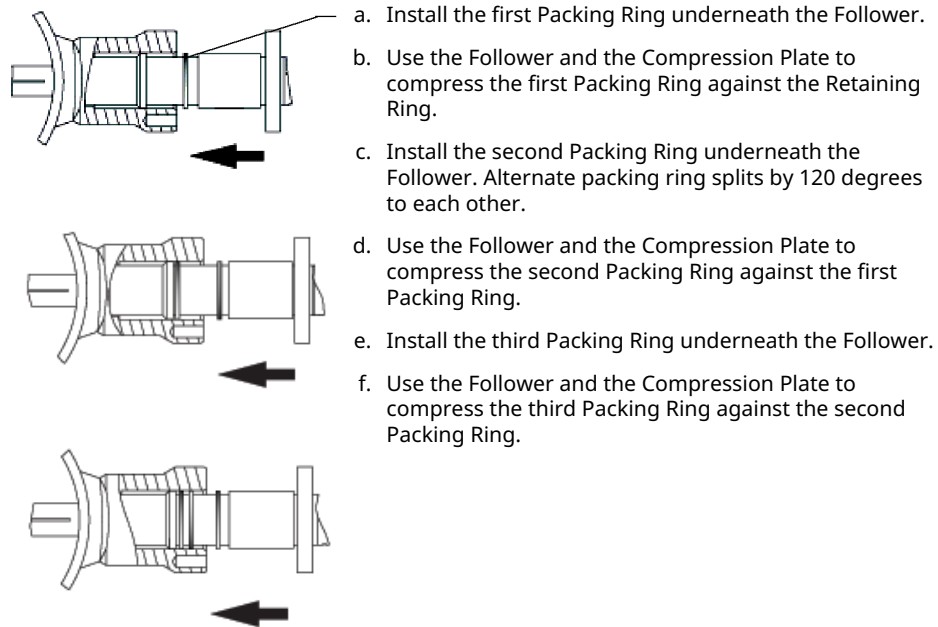 a. Install the first Packing Ring underneath the Follower.
b. Use the Follower and the Compression Plate to
compress the first Packing Ring against the Retaining
Ring.
c. Install the second Packing Ring underneath the
Follower. Alternate packing ring splits by 120 degrees
to each other.
d. Use the Follower and the Compression Plate to
compress the second Packing Ring against the first
Packing Ring.
e. Install the third Packing Ring underneath the Follower.
f. Use the Follower and the Compression Plate to
compress the third Packing Ring against the second
Packing Ring.